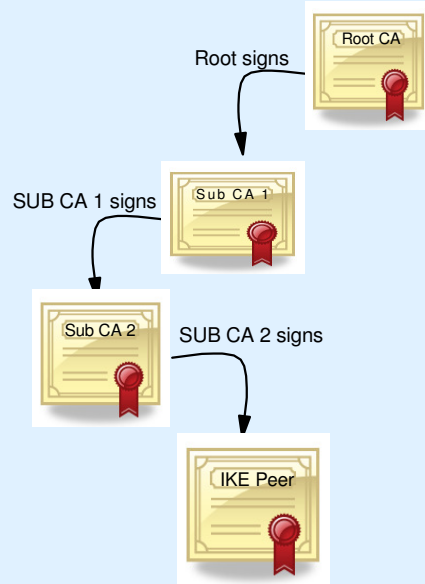 Root CA
Root signs
Sub CA 1
SUB CA 1 signs
Sub CA 2
SUB CA 2 signs
IKE Peer